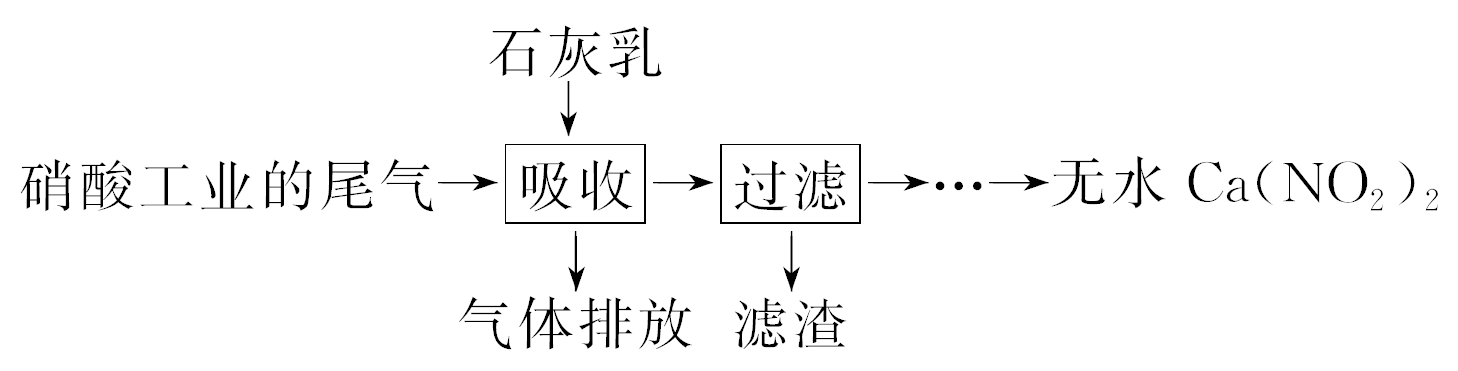 石灰乳
硝酸工业的尾气 吸收 过滤 … 无水 Ca(NO₂)₂
气体排放 滤渣